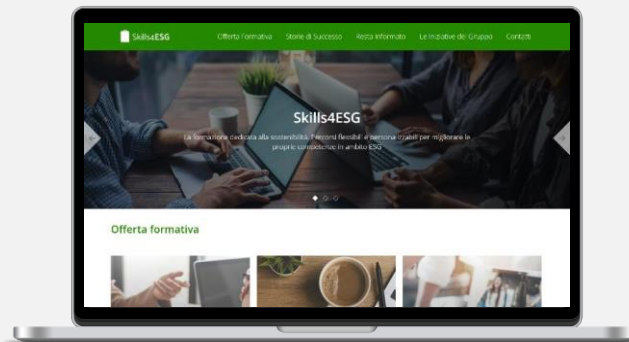 Skills4ESG
Offerta Formativa Storie di Successo Resta Informato Le Iniziative del Gruppo Contatti
Skills4ESG
La formazione dedicata alla sostenibilità. Percorsi flessibili e personalizzabili per migliorare le
proprie competenze in ambito ESG
Offerta formativa